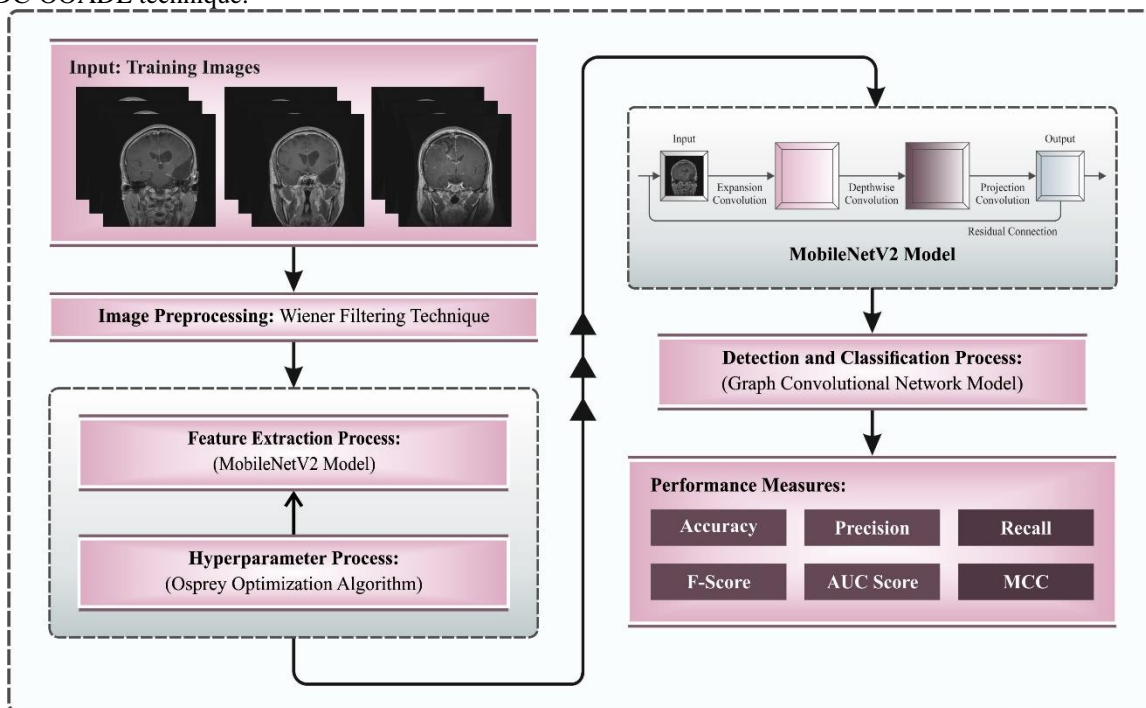 technique.
Input: Training Images
Image Preprocessing: Wiener Filtering Technique
Feature Extraction Process:
(MobileNetV2 Model)
Hyperparameter Process:
(Osprey Optimization Algorithm)
Input
Output
Expansion
Convolution
Depthwise
Convolution
Projection
Convolution
Residual Connection
MobileNetV2 Model
Detection and Classification Process:
(Graph Convolutional Network Model)
Performance Measures:
Accuracy
Precision
Recall
F-Score
AUC Score
MCC